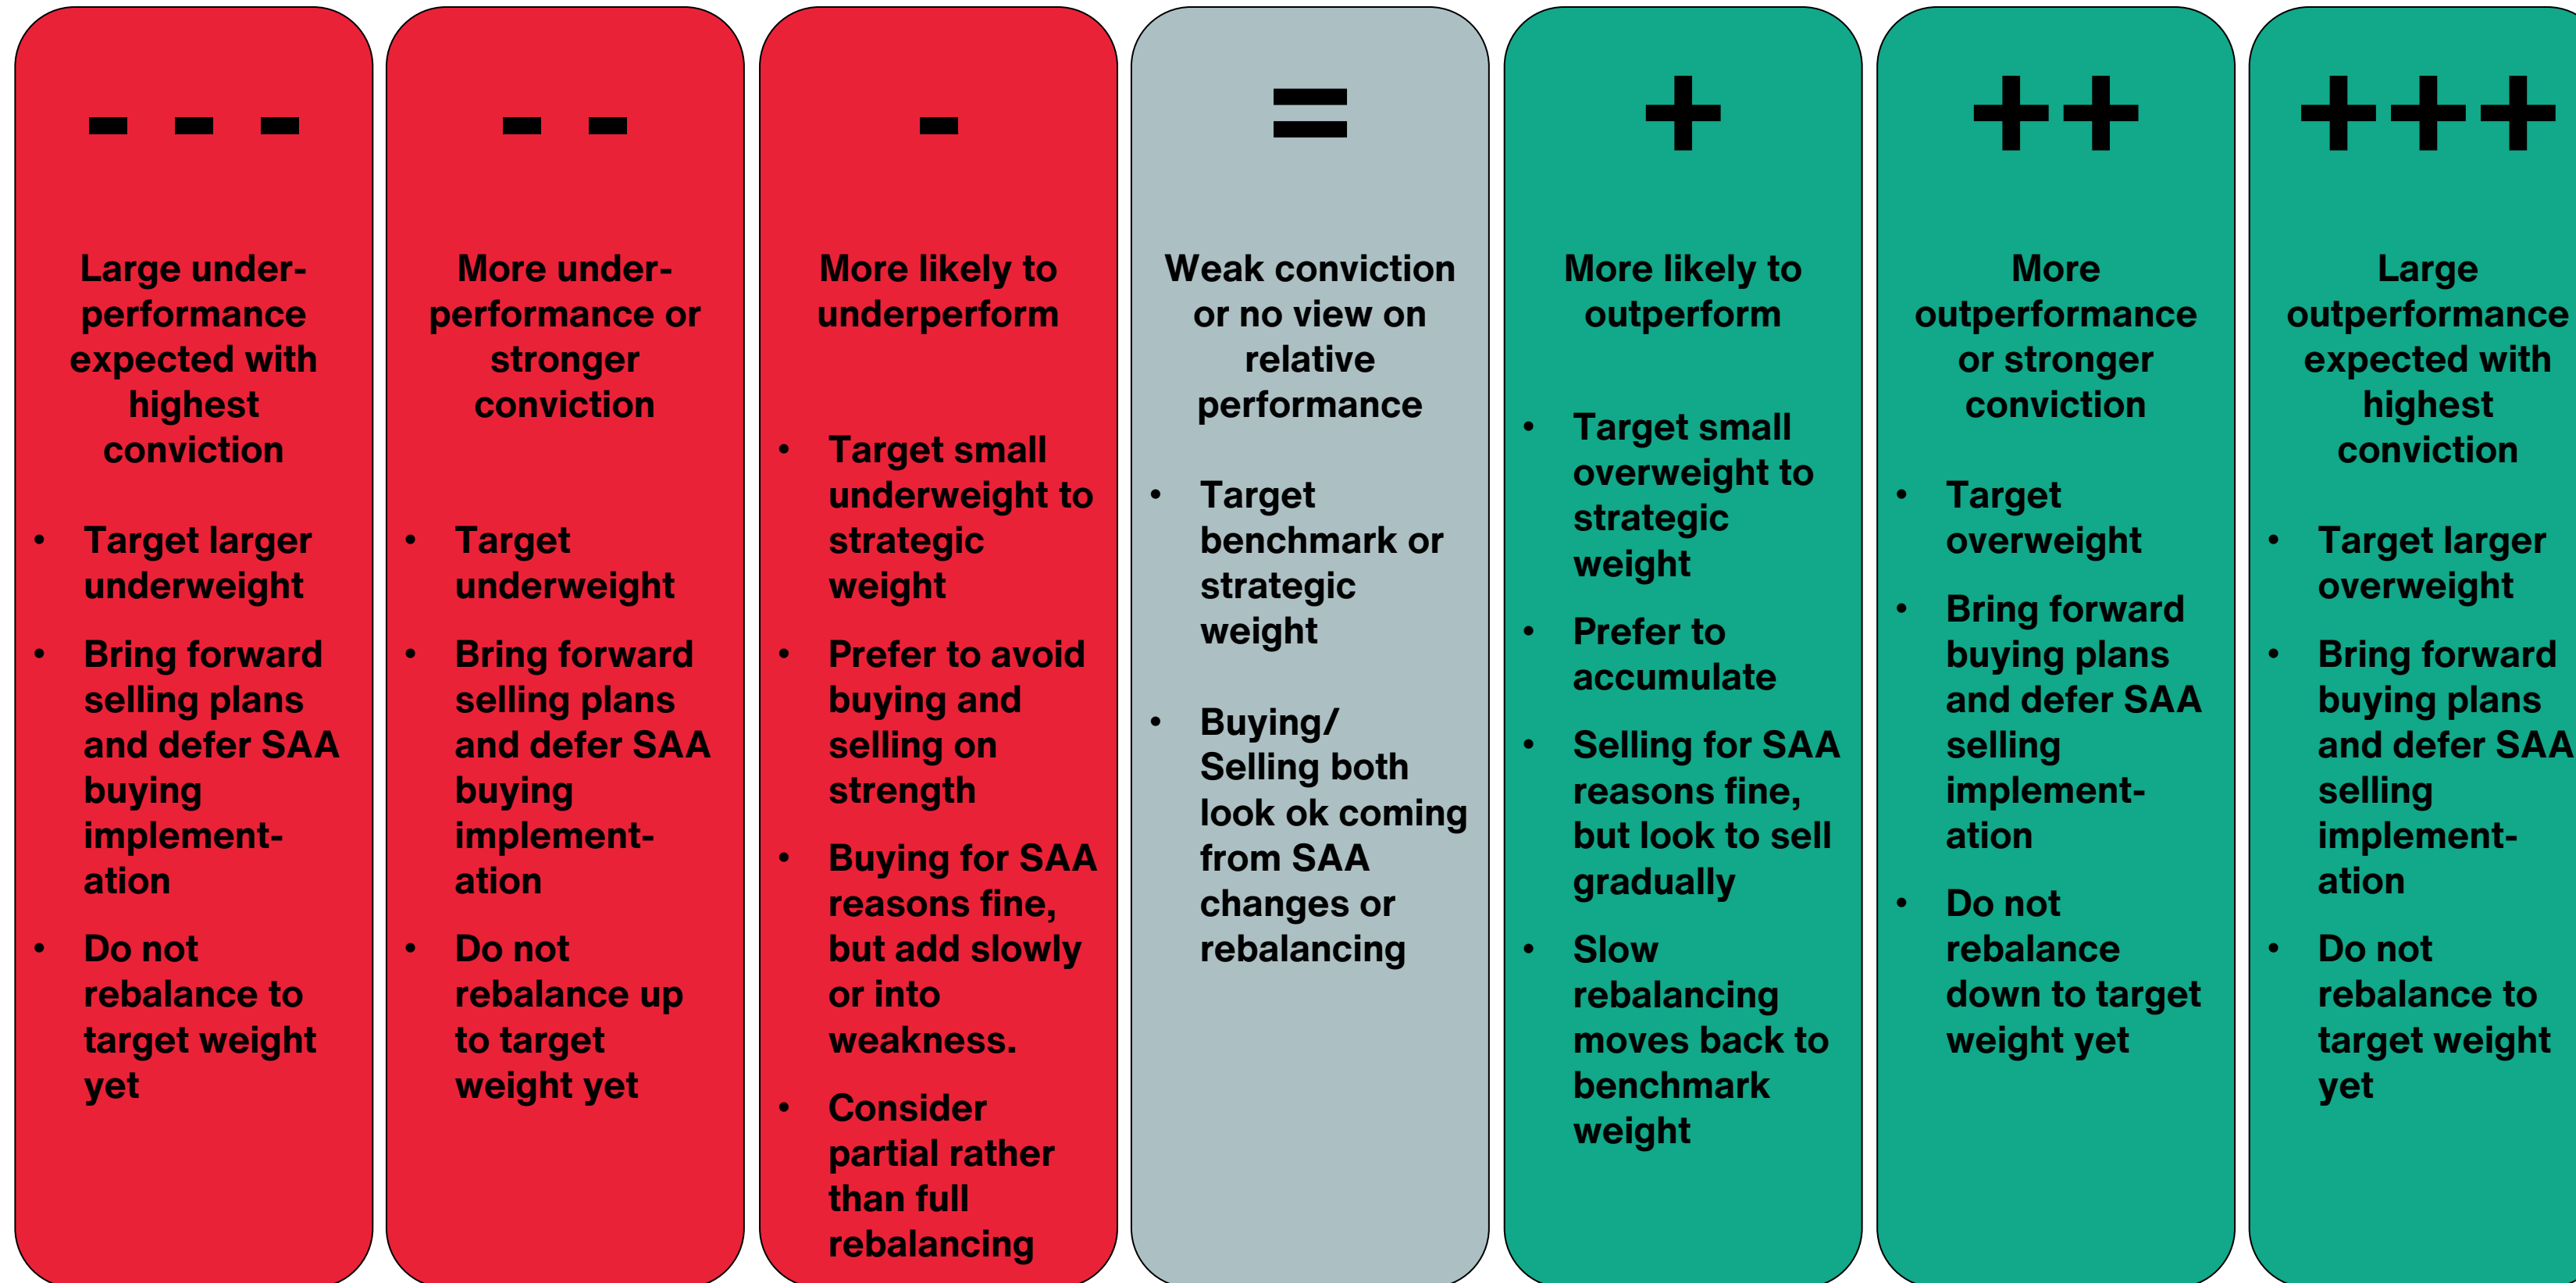 - - -
Large under-
performance
expected with
highest
conviction
• Target larger
underweight
• Bring forward
selling plans
and defer SAA
buying
implement-
ation
• Do not
rebalance to
target weight
yet
- -
More under-
performance or
stronger
conviction
• Target
underweight
• Bring forward
selling plans
and defer SAA
buying
implement-
ation
• Do not
rebalance up
to target
weight yet
-
More likely to
underperform
• Target small
underweight to
strategic
weight
• Prefer to avoid
buying and
selling on
strength
• Buying for SAA
reasons fine,
but add slowly
or into
weakness.
• Consider
partial rather
than full
rebalancing
=
Weak conviction
or no view on
relative
performance
• Target
benchmark or
strategic
weight
• Buying/
Selling both
look ok coming
from SAA
changes or
rebalancing
+
More likely to
outperform
• Target small
overweight to
strategic
weight
• Prefer to
accumulate
• Selling for SAA
reasons fine,
but look to sell
gradually
• Slow
rebalancing
moves back to
benchmark
weight
++
More
outperformance
or stronger
conviction
• Target
overweight
• Bring forward
buying plans
and defer SAA
selling
implement-
ation
• Do not
rebalance
down to target
weight yet
+++
Large
outperformance
expected with
highest
conviction
• Target larger
overweight
• Bring forward
buying plans
and defer SAA
selling
implement-
ation
• Do not
rebalance to
target weight
yet